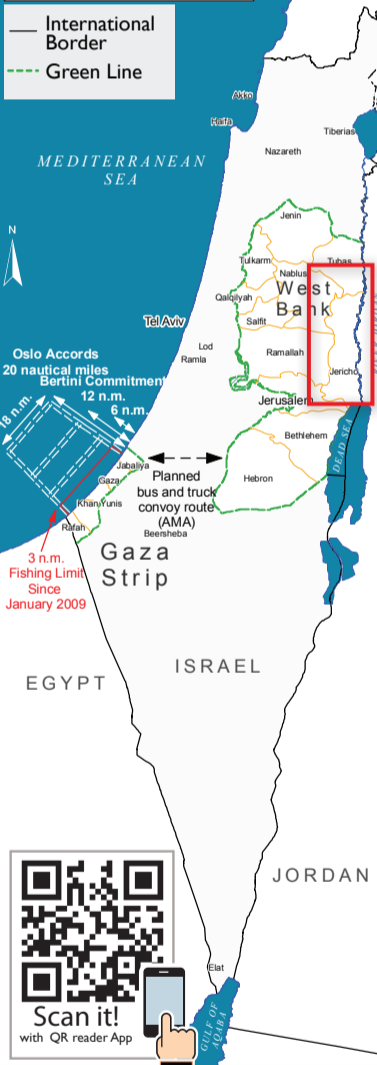 International
Border
Green Line
Akko
Haifa
Tiberias
Nazareth
MEDITERRANEAN
SEA
N
Jenin
Tulkarm
Tubas
Nablus
West
Bank
Qalqilyah
Salfit
Tel Aviv
Lod
Ramla
Ramallah
Jericho
Oslo Accords
20 nautical miles
Bertini Commitment
12 n.m.
6 n.m.
18 n.m.
Jerusalem
Bethlehem
DEAD SEA
Jabaliya
Gaza
Planned
bus and truck
convoy route
(AMA)
Hebron
KhanYunis
Rafah
Beersheba
Gaza
Strip
3 n.m.
Fishing Limit
Since
January 2009
ISRAEL
EGYPT
JORDAN
Elat
GULF OF
AQABA
Scan it!
with QR reader App